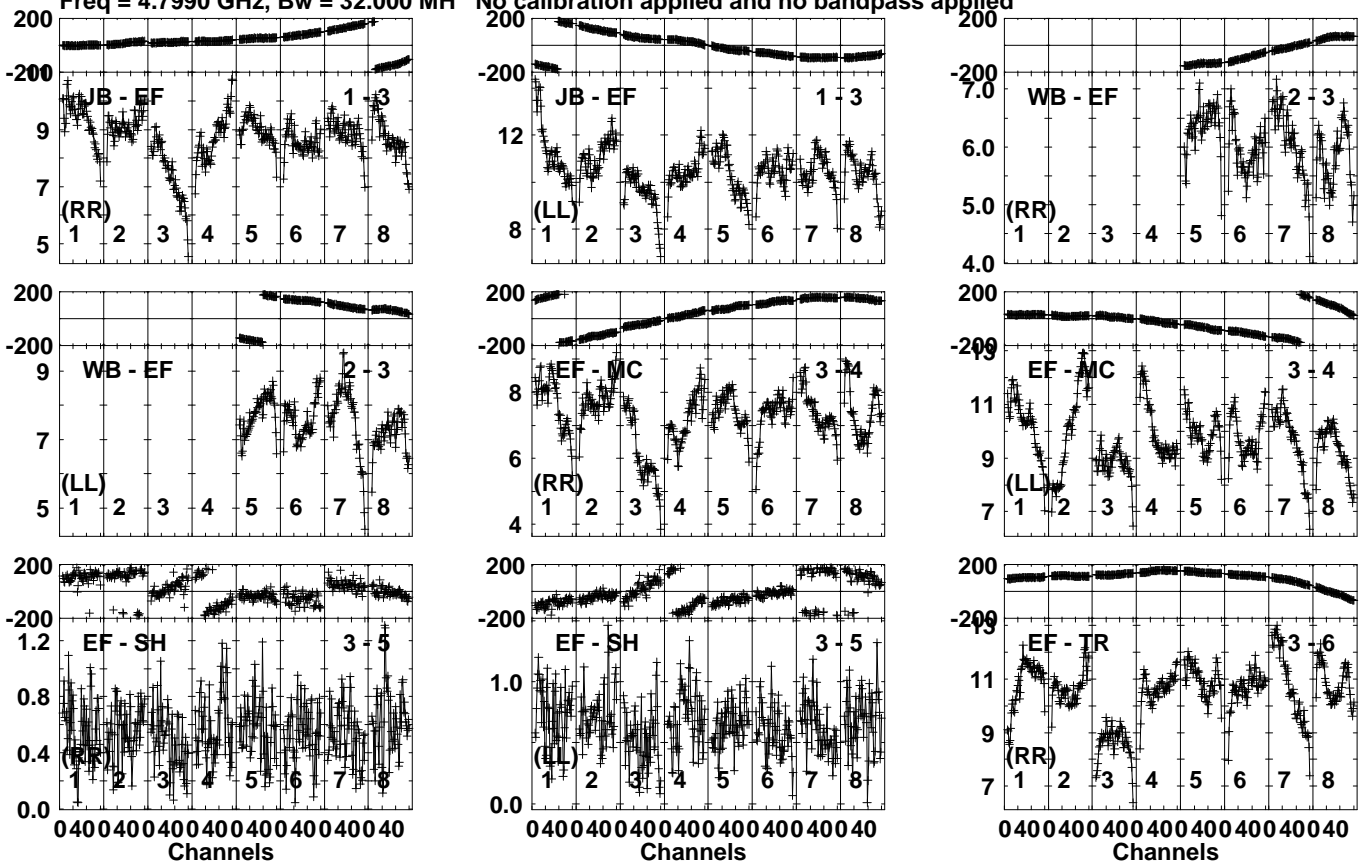 Freq = 4.7990 GHz, Bw = 32.000 MH No calibration applied and no bandpass applied
200
-200
11
9
7
5
JB - EF 1 - 3
(RR)
1 2 3 4 5 6 7 8
200
-200
12
8
JB - EF 1 - 3
(LL)
1 2 3 4 5 6 7 8
200
-200
7.0
6.0
5.0
4.0
WB - EF 2 - 3
(RR)
1 2 3 4 5 6 7 8
200
-200
9
7
5
WB - EF 2 - 3
(LL)
1 2 3 4 5 6 7 8
200
-200
8
6
4
EF - MC 3 - 4
(RR)
1 2 3 4 5 6 7 8
200
-200
13
11
9
7
EF - MC 3 - 4
(LL)
1 2 3 4 5 6 7 8
200
-200
1.2
0.8
0.4
0.0
EF - SH 3 - 5
(RR)
1 2 3 4 5 6 7 8
0 40 0 40 0 40 0 40 0 40 0 40 0 40 0 40
Channels
200
-200
1.0
0.0
EF - SH 3 - 5
(LL)
1 2 3 4 5 6 7 8
0 40 0 40 0 40 0 40 0 40 0 40 0 40 0 40
Channels
200
-200
13
11
9
7
EF - TR 3 - 6
(RR)
1 2 3 4 5 6 7 8
0 40 0 40 0 40 0 40 0 40 0 40 0 40 0 40
Channels